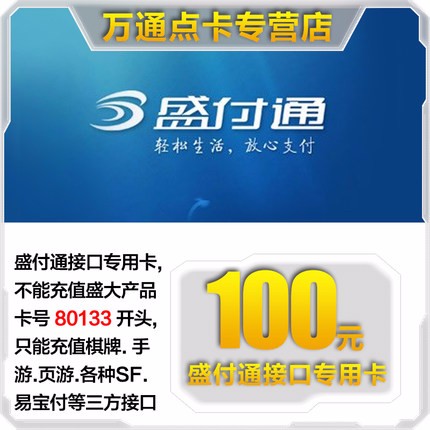 万通点卡专营店
盛付通
轻松生活，放心支付
盛付通接口专用卡，
不能充值盛大产品
卡号 80133 开头，
只能充值棋牌. 手
游.页游.各种SF.
易宝付等三方接口
100元
盛付通接口专用卡